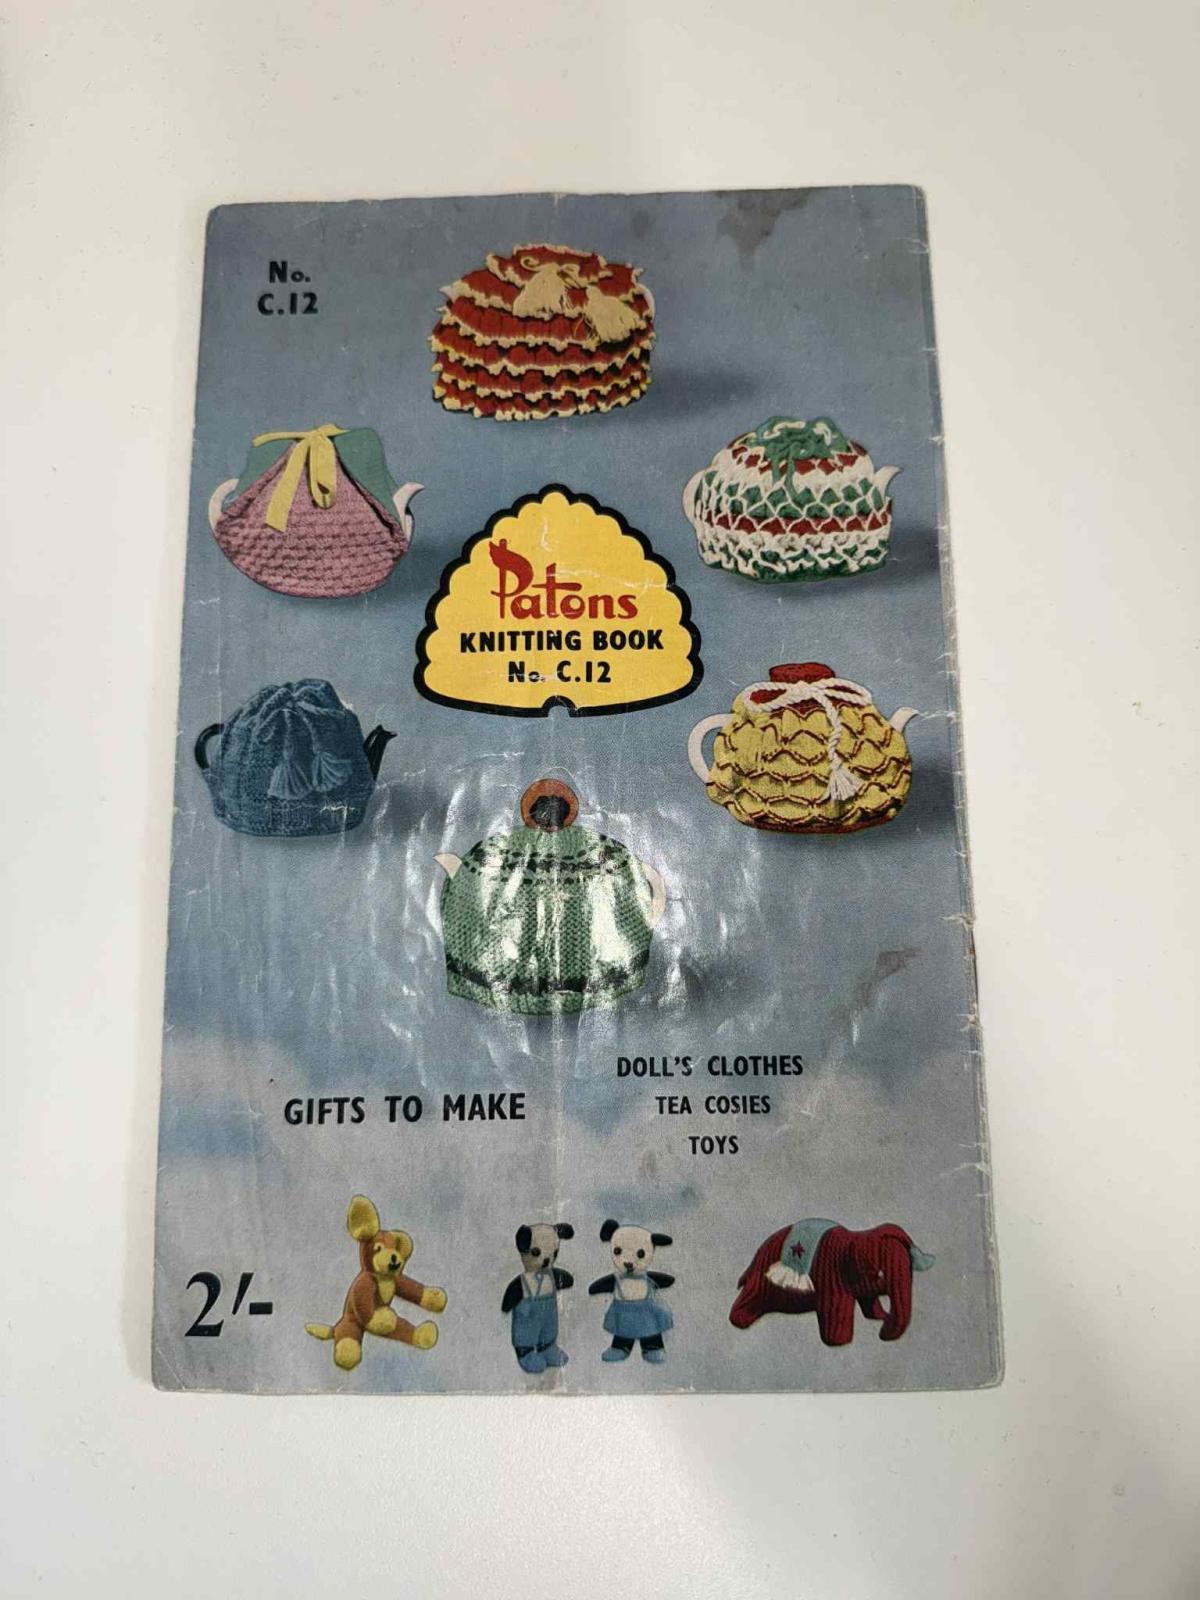 No.
C.12
Patons
KNITTING BOOK
No. C.12
GIFTS TO MAKE
DOLL'S CLOTHES
TEA COSIES
TOYS
2/-